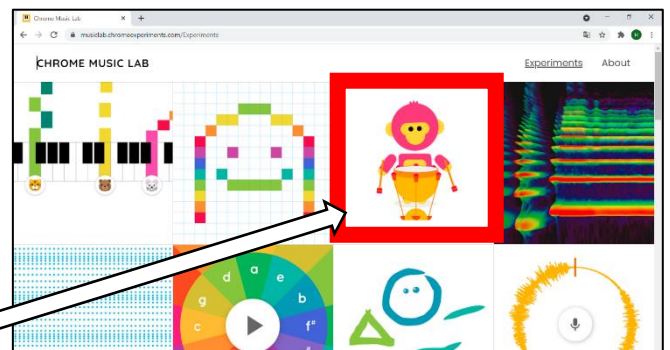 Chrome Music Lab
musiclab.chromeexperiments.com/Experiments
CHROME MUSIC LAB
Experiments About
d a e
g b
c f#